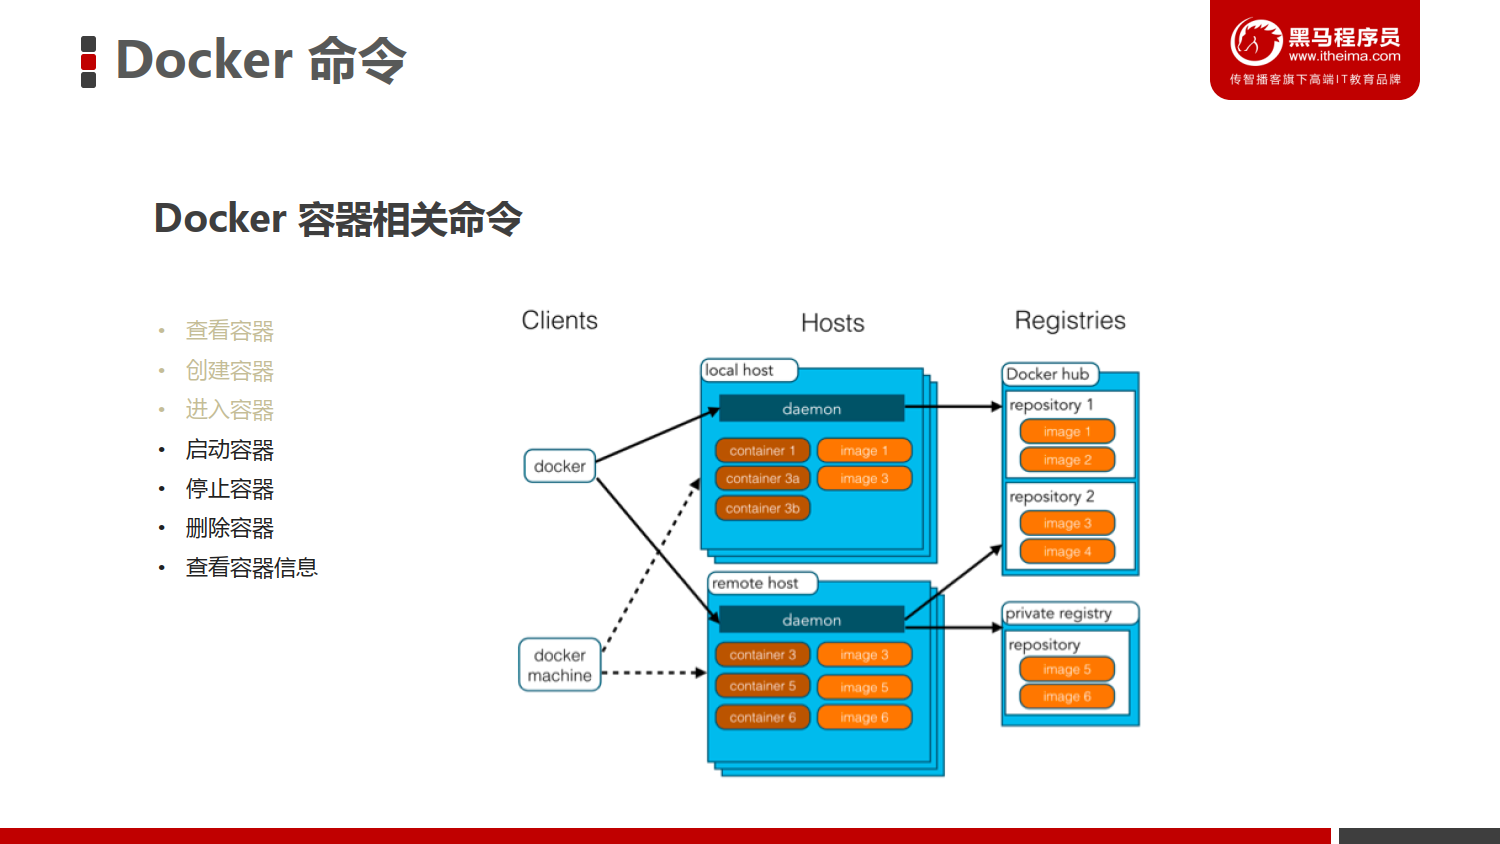 Docker 命令
黑马程序员
www.itheima.com
传智播客旗下高端IT教育品牌
Docker 容器相关命令
• 查看容器
• 创建容器
• 进入容器
• 启动容器
• 停止容器
• 删除容器
• 查看容器信息
Clients
Hosts
Registries
docker
docker
machine
local host
daemon
container 1
image 1
container 3a
image 3
container 3b
remote host
daemon
container 3
image 3
container 5
image 5
container 6
image 6
Docker hub
repository 1
image 1
image 2
repository 2
image 3
image 4
private registry
repository
image 5
image 6